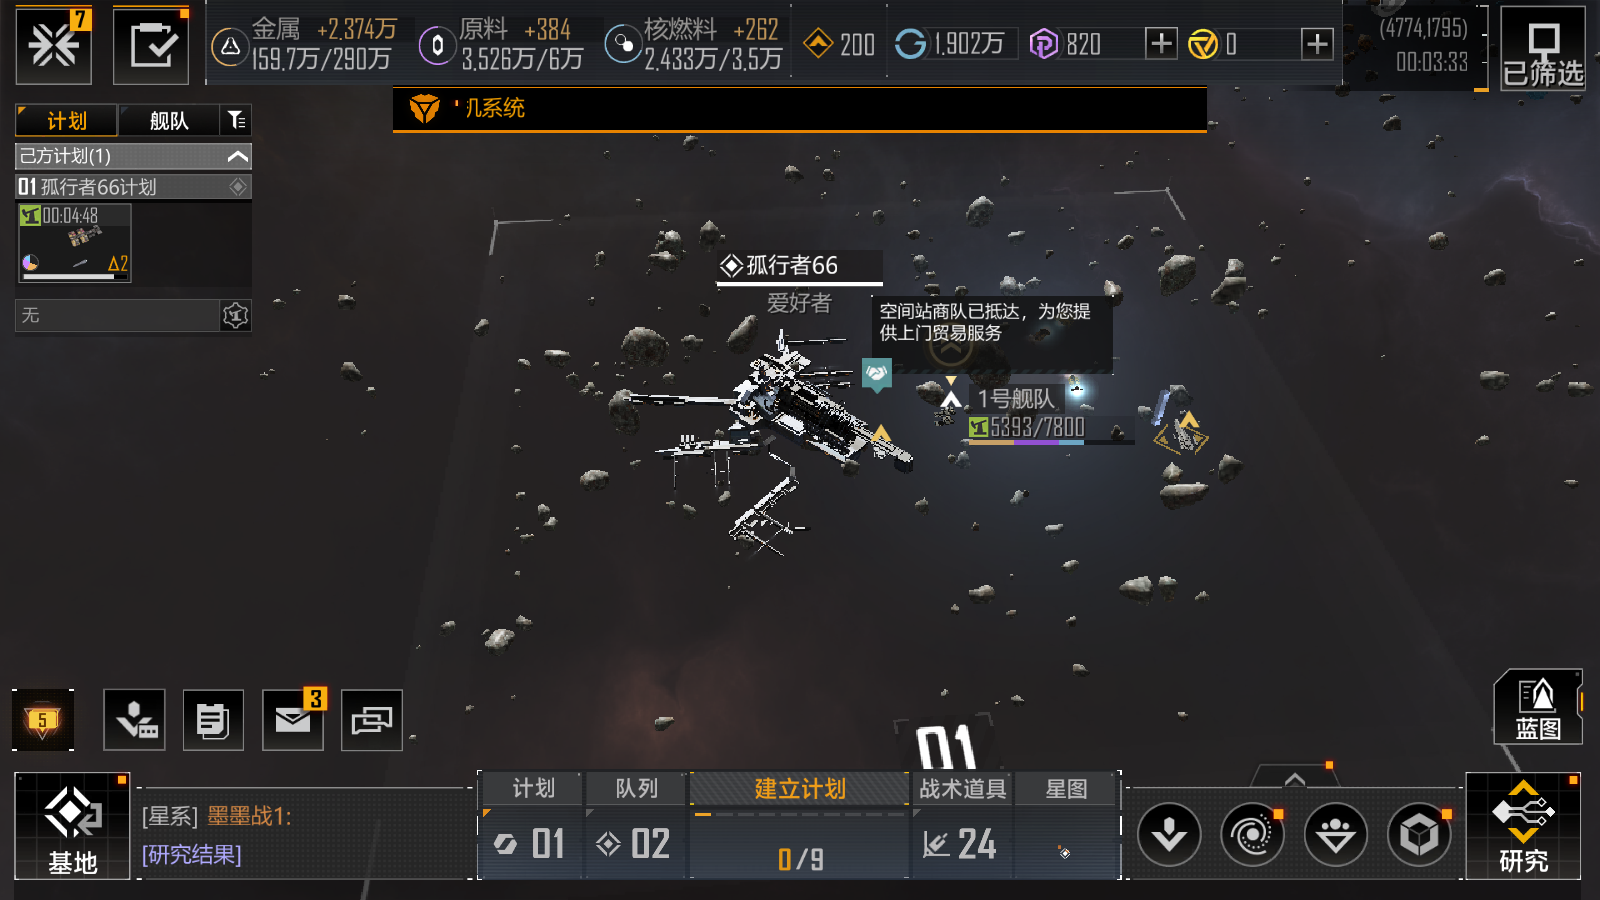 7
金属 +2.374万
159.7万/290万
原料 +384
3.526万/6万
核燃料 +262
2.433万/3.5万
200
1.902万
820
0
(4774,1795)
00:03:33
已筛选
机系统
计划
舰队
己方计划(1)
01 孤行者66计划
00:04:48
2
无
孤行者66
爱好者
空间站商队已抵达，为您提
供上门贸易服务
1号舰队
5393/7800
5
3
蓝图
01
基地
[星系] 墨墨战1:
[研究结果]
计划
01
队列
02
建立计划
0/9
战术道具
24
星图
研究